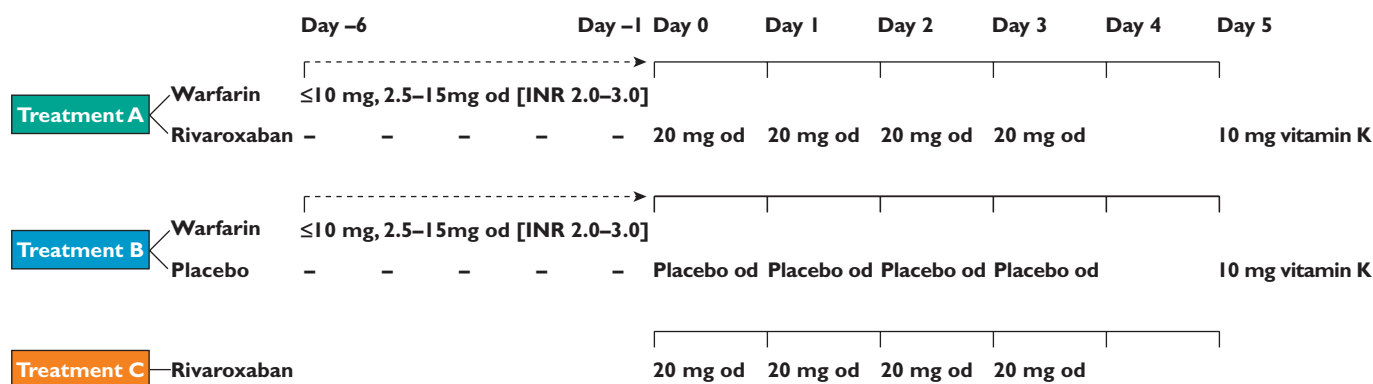 Day –6 Day –1 Day 0 Day 1 Day 2 Day 3 Day 4 Day 5
Warfarin ≤10 mg, 2.5–15mg od [INR 2.0–3.0]
Treatment A
Rivaroxaban – – – – – 20 mg od 20 mg od 20 mg od 20 mg od 10 mg vitamin K
Warfarin ≤10 mg, 2.5–15mg od [INR 2.0–3.0]
Treatment B
Placebo – – – – – Placebo od Placebo od Placebo od Placebo od 10 mg vitamin K
Treatment C Rivaroxaban 20 mg od 20 mg od 20 mg od 20 mg od